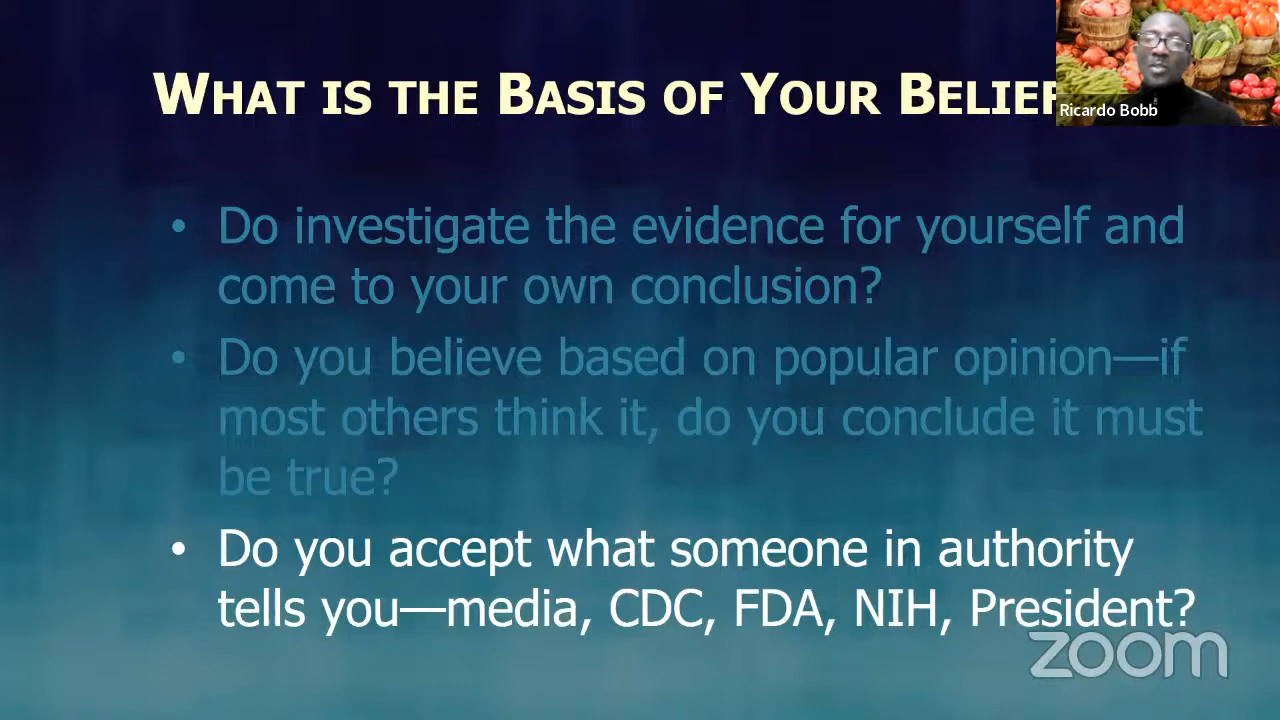 WHAT IS THE BASIS OF YOUR BELIEF
Ricardo Bobb
• Do investigate the evidence for yourself and
come to your own conclusion?
• Do you believe based on popular opinion—if
most others think it, do you conclude it must
be true?
• Do you accept what someone in authority
tells you—media, CDC, FDA, NIH, President?
zoom